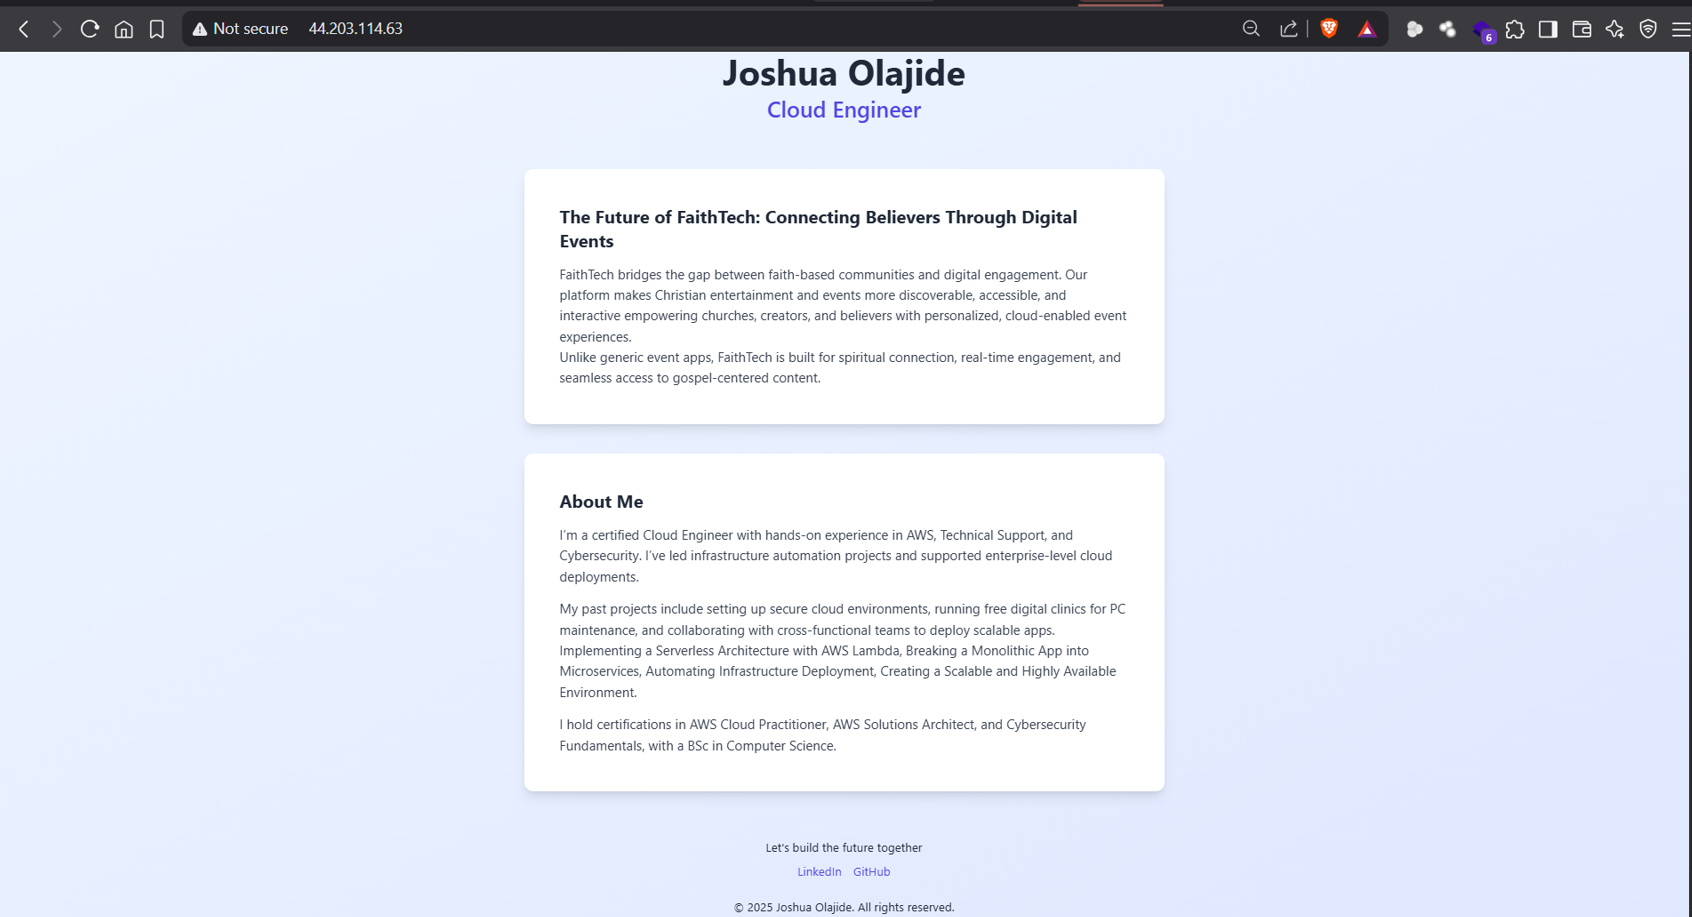 Not secure 44.203.114.63
6
Joshua Olajide
Cloud Engineer
The Future of FaithTech: Connecting Believers Through Digital
Events
FaithTech bridges the gap between faith-based communities and digital engagement. Our
platform makes Christian entertainment and events more discoverable, accessible, and
interactive empowering churches, creators, and believers with personalized, cloud-enabled event
experiences.
Unlike generic event apps, FaithTech is built for spiritual connection, real-time engagement, and
seamless access to gospel-centered content.
About Me
I'm a certified Cloud Engineer with hands-on experience in AWS, Technical Support, and
Cybersecurity. I've led infrastructure automation projects and supported enterprise-level cloud
deployments.
My past projects include setting up secure cloud environments, running free digital clinics for PC
maintenance, and collaborating with cross-functional teams to deploy scalable apps.
Implementing a Serverless Architecture with AWS Lambda, Breaking a Monolithic App into
Microservices, Automating Infrastructure Deployment, Creating a Scalable and Highly Available
Environment.
I hold certifications in AWS Cloud Practitioner, AWS Solutions Architect, and Cybersecurity
Fundamentals, with a BSc in Computer Science.
Let's build the future together
LinkedIn GitHub
© 2025 Joshua Olajide. All rights reserved.